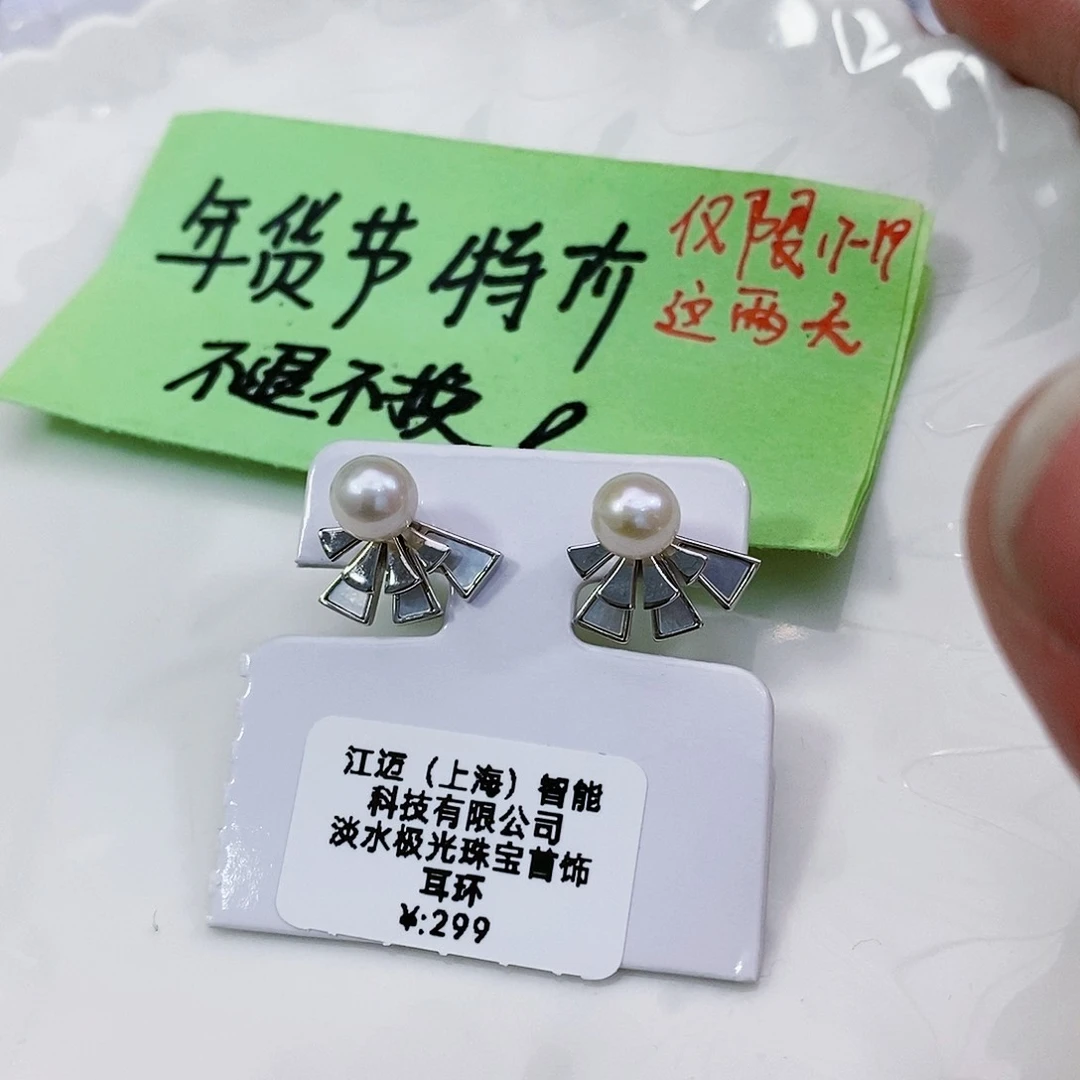 年货节特价
仅限17-19
这两天
不退不换!
江迈（上海）智能
科技有限公司
淡水极光珠宝首饰
耳环
¥:299